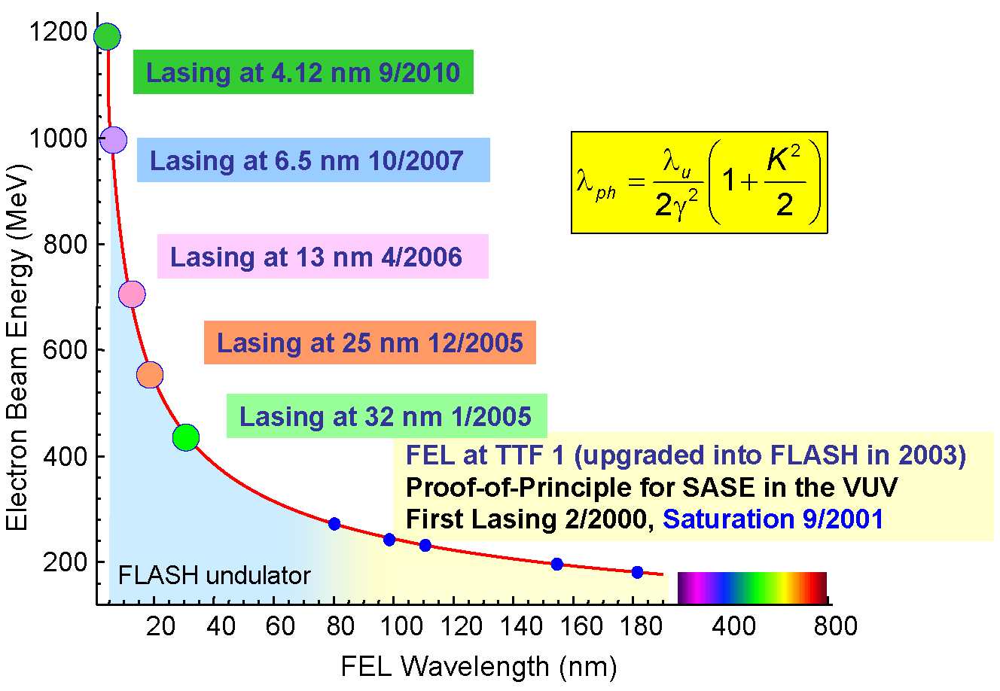 1200
1000
800
600
400
200
Electron Beam Energy (MeV)
Lasing at 4.12 nm 9/2010
Lasing at 6.5 nm 10/2007
Lasing at 13 nm 4/2006
Lasing at 25 nm 12/2005
Lasing at 32 nm 1/2005
λph = λu/2γ² (1 + K²/2)
FEL at TTF 1 (upgraded into FLASH in 2003)
Proof-of-Principle for SASE in the VUV
First Lasing 2/2000, Saturation 9/2001
FLASH undulator
20 40 60 80 100 120 140 160 180 400 800
FEL Wavelength (nm)